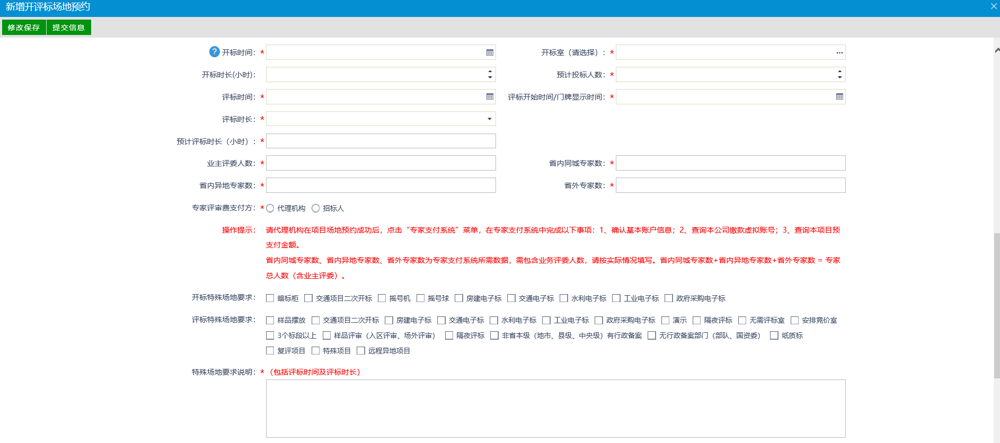 新增开评标场地预约
修改保存 提交信息
? 开标时间：* 开标室（请选择）：* ...
开标时长(小时)： 预计投标人数：*
评标时间：* 评标开始时间/门牌显示时间：*
评标时长：*
预计评标时长（小时）：*
业主评委人数：* 省内同城专家数：*
省内异地专家数：* 省外专家数：*
专家评审费支付方：* 代理机构 招标人
操作提示： 请代理机构在项目场地预约成功后，点击“专家支付系统”菜单，在专家支付系统中完成以下事项：1、确认基本账户信息；2、查询本公司缴款虚拟账号；3、查询本项目预
支付金额。
省内同城专家数、省内异地专家数、省外专家数为专家支付系统所需数据，需包含业务评委人数，请按实际情况填写。省内同城专家数+省内异地专家数+省外专家数 = 专家
总人数（含业主评委）。
开标特殊场地要求： 暗标柜 交通项目二次开标 摇号机 摇号球 房建电子标 交通电子标 水利电子标 工业电子标 政府采购电子标
评标特殊场地要求： 样品摆放 交通项目二次开标 房建电子标 交通电子标 水利电子标 工业电子标 政府采购电子标 演示 隔夜评标 无需评标室 安排竞价室
3个标段以上 样品评审（入区评审、场外评审） 隔夜评标 非省本级（地市、县级、中央级）有行政备案 无行政备案部门（部队、国资委） 纸质标
复评项目 特殊项目 远程异地项目
特殊场地要求说明：* （包括评标时间及评标时长）